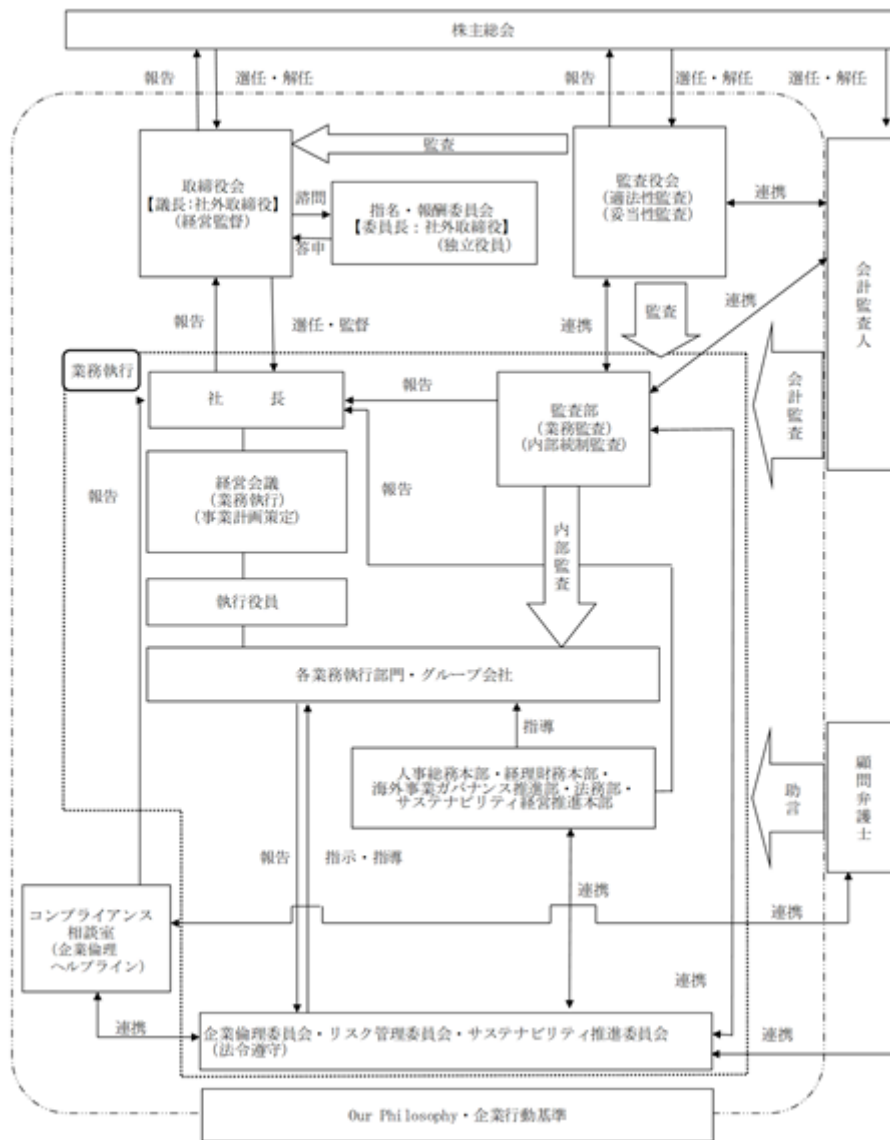 株主総会
報告
選任・解任
報告
選任・解任
選任・解任
監査
取締役会
【議長:社外取締役】
(経営監督)
諮問
答申
指名・報酬委員会
【委員長:社外取締役】
(独立役員)
監査役会
(適法性監査)
(妥当性監査)
連携
会計監査人
報告
選任・監督
連携
監査
連携
業務執行
社　　長
報告
監査部
(業務監査)
(内部統制監査)
会計監査
報告
経営会議
(業務執行)
(事業計画策定)
報告
内部監査
執行役員
各業務執行部門・グループ会社
指導
人事総務本部・経理財務本部・
海外事業ガバナンス推進部・法務部・
サステナビリティ経営推進本部
助言
顧問弁護士
報告
指示・指導
連携
コンプライアンス
相談室
(企業倫理
ヘルプライン)
連携
連携
連携
企業倫理委員会・リスク管理委員会・サステナビリティ推進委員会
(法令遵守)
連携
Our Philosophy・企業行動基準